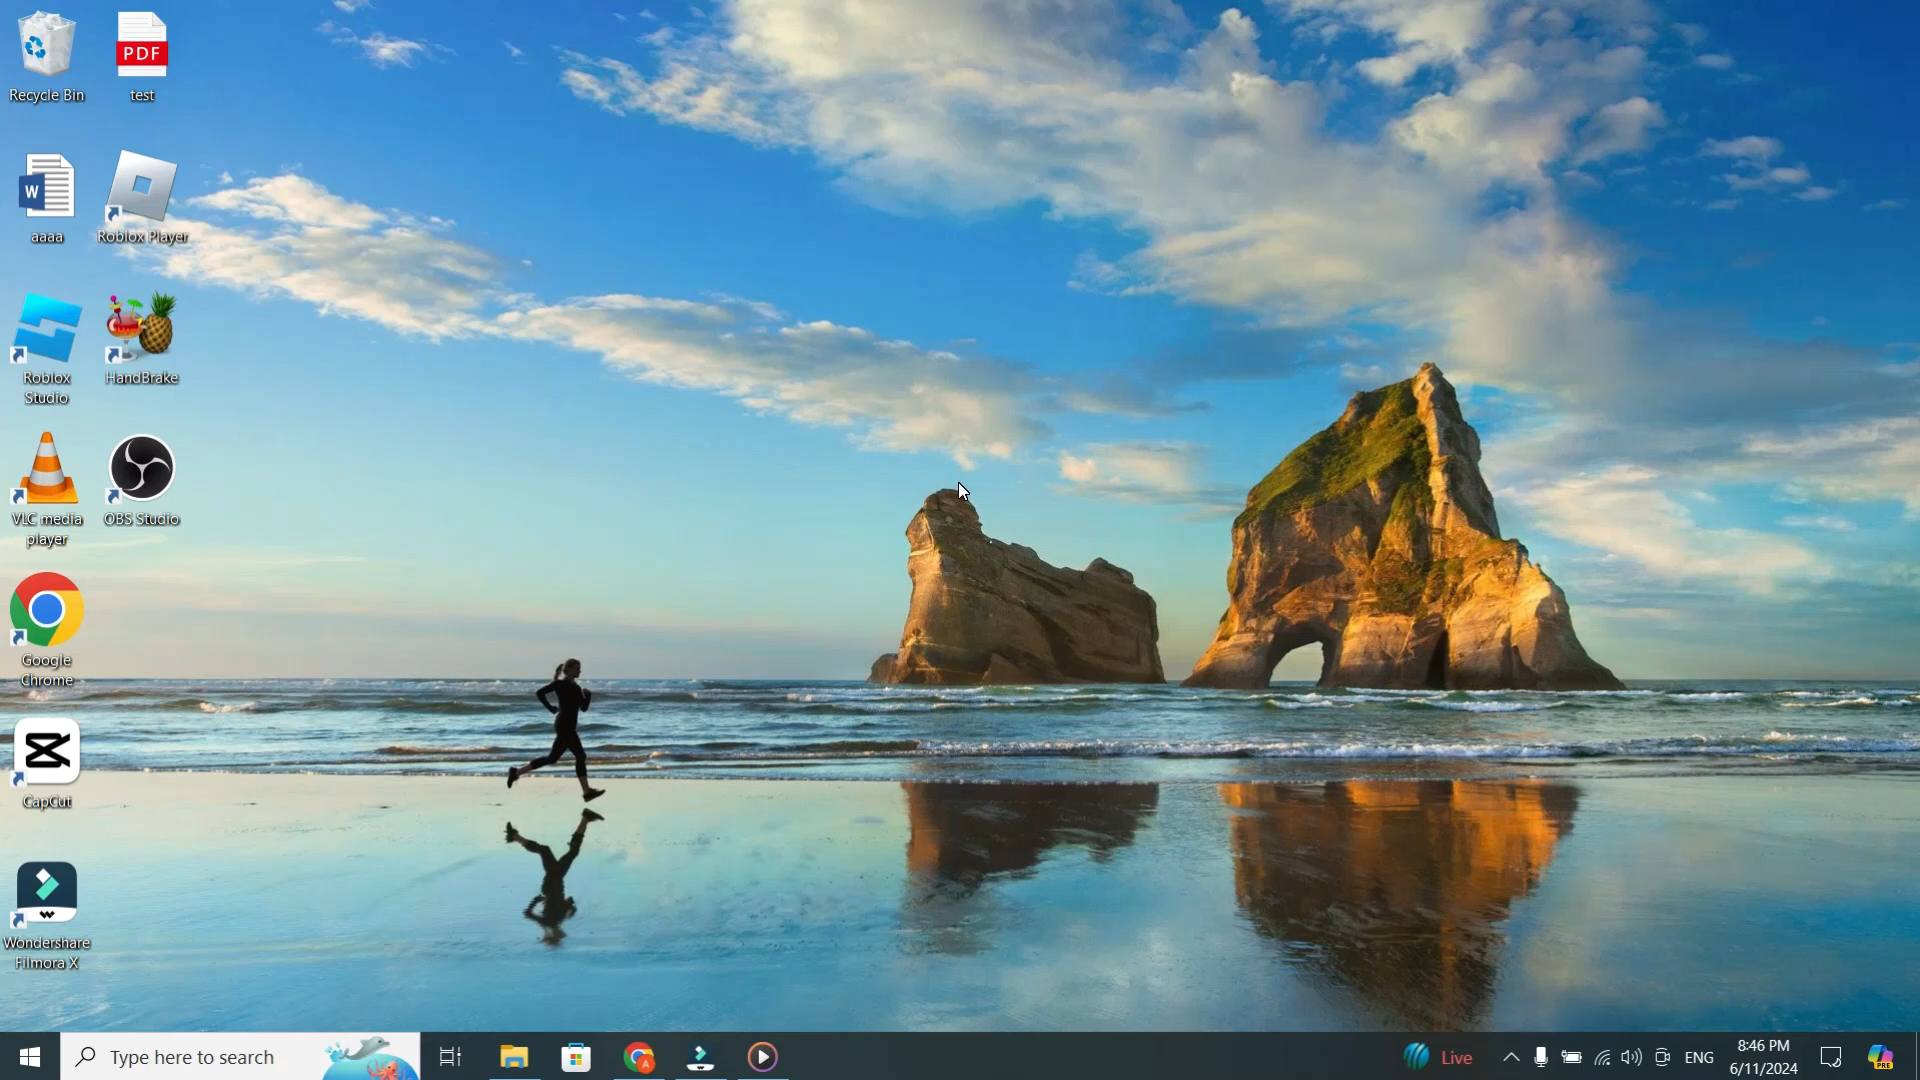 Recycle Bin
PDF
test
W
aaaa
Roblox Player
Roblox
Studio
HandBrake
VLC media
player
OBS Studio
Google
Chrome
CapCut
Wondershare
Filmora X
Type here to search
A
Live
ENG
8:46 PM
6/11/2024
PRE